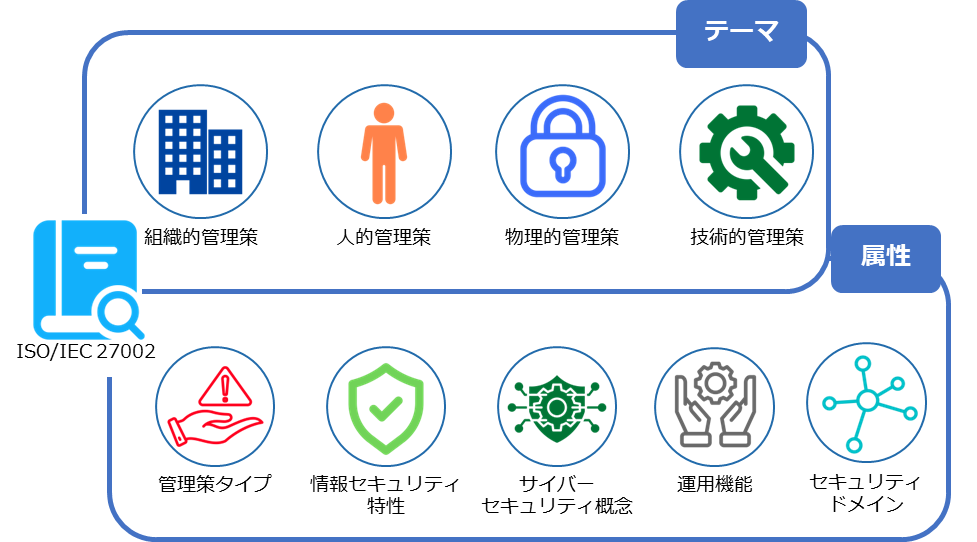 テーマ
組織的管理策
人的管理策
物理的管理策
技術的管理策
属性
ISO/IEC 27002
管理策タイプ
情報セキュリティ
特性
サイバー
セキュリティ概念
運用機能
セキュリティ
ドメイン